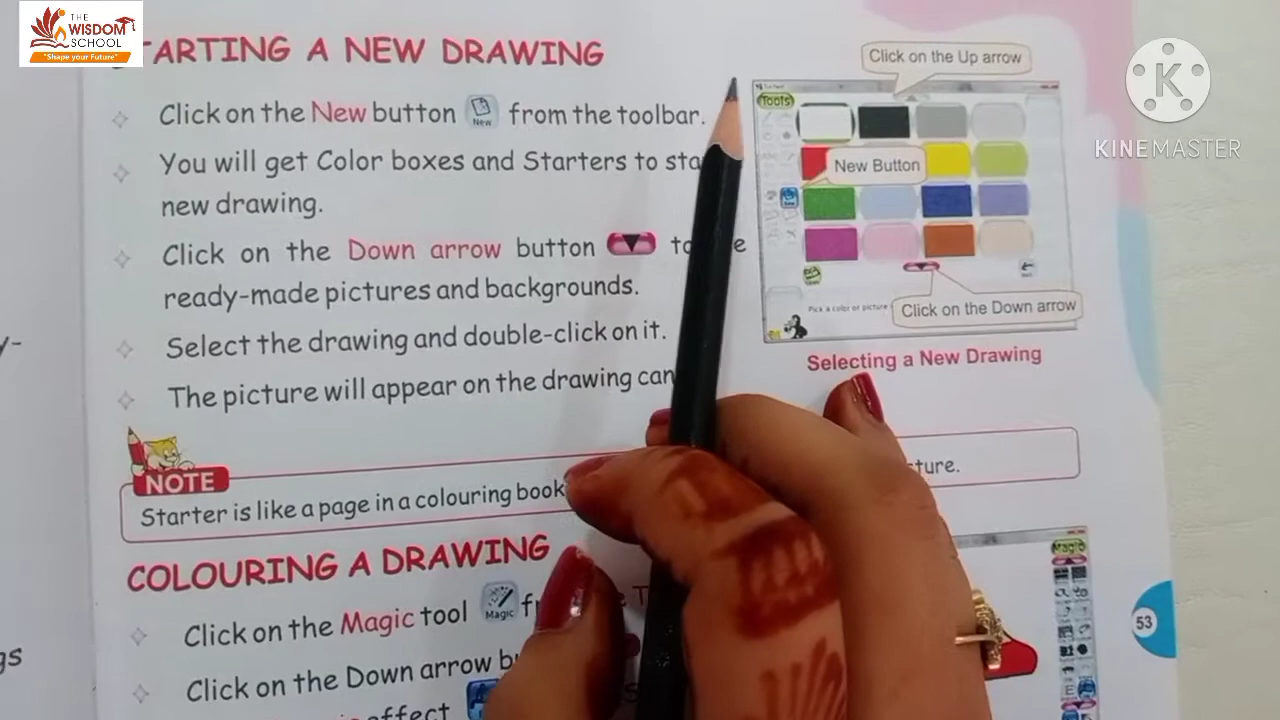 THE
WISDOM
SCHOOL
"Shape your Future"
ARTING A NEW DRAWING
Click on the New button New from the toolbar.
You will get Color boxes and Starters to sta
new drawing.
Click on the Down arrow button to e
ready-made pictures and backgrounds.
Select the drawing and double-click on it.
The picture will appear on the drawing can
NOTE
Starter is like a page in a colouring book
cture.
COLOURING A DRAWING
Click on the Magic tool Magic
Click on the Down arrow
effect
Click on the Up arrow
Tools
New Button
Pick a color or picture
Click on the Down arrow
Selecting a New Drawing
Magic
53
K
KINEMASTER